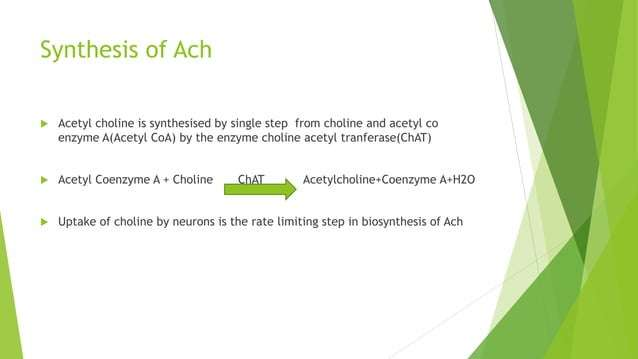 Synthesis of Ach
Acetyl choline is synthesised by single step from choline and acetyl co
enzyme A(Acetyl CoA) by the enzyme choline acetyl tranferase(ChAT)
Acetyl Coenzyme A + Choline ChAT Acetylcholine+Coenzyme A+H2O
Uptake of choline by neurons is the rate limiting step in biosynthesis of Ach